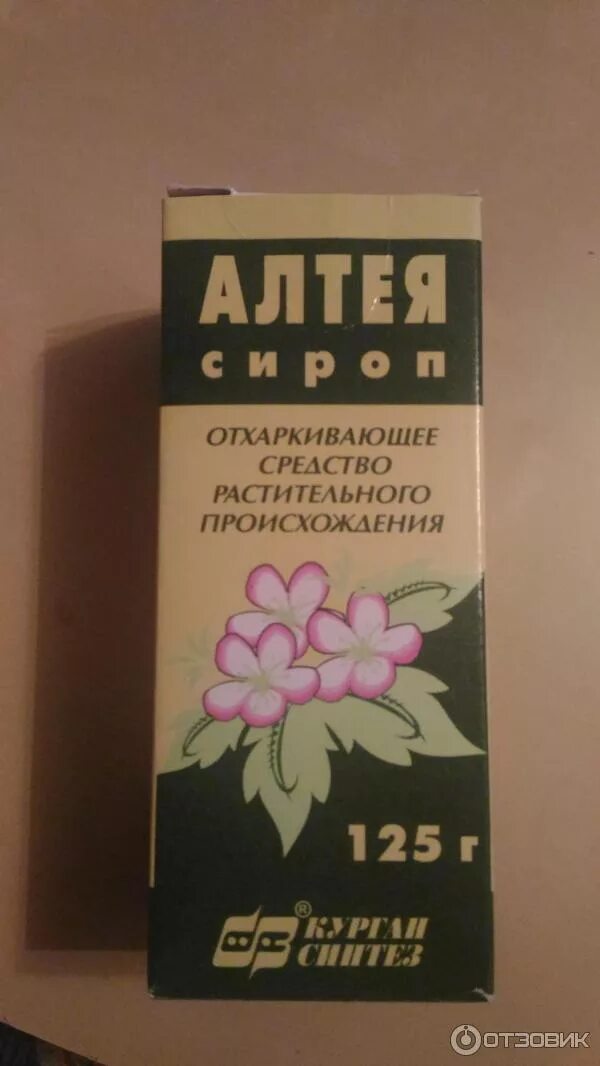 АЛТЕЯ
сироп
ОТХАРКИВАЮЩЕЕ
СРЕДСТВО
РАСТИТЕЛЬНОГО
ПРОИСХОЖДЕНИЯ
125 г
®
КУРГАН
СИНТЕЗ
ОТЗОВИК